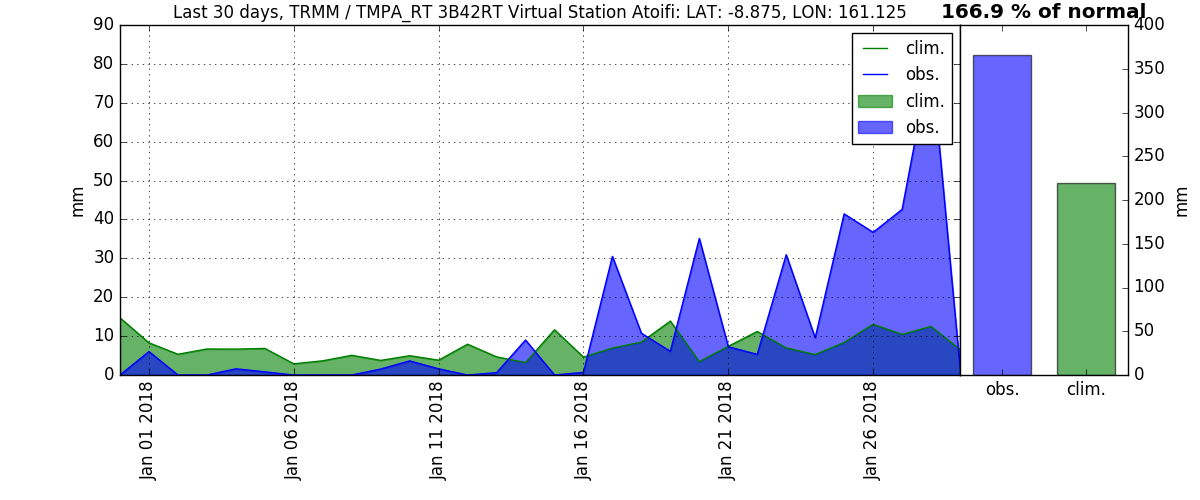 Last 30 days, TRMM / TMPA_RT 3B42RT Virtual Station Atoifi: LAT: -8.875, LON: 161.125
166.9 % of normal
90
80
70
60
50
40
30
20
10
0
mm
clim.
obs.
clim.
obs.
Jan 01 2018
Jan 06 2018
Jan 11 2018
Jan 16 2018
Jan 21 2018
Jan 26 2018
400
350
300
250
200
150
100
50
0
mm
obs.
clim.